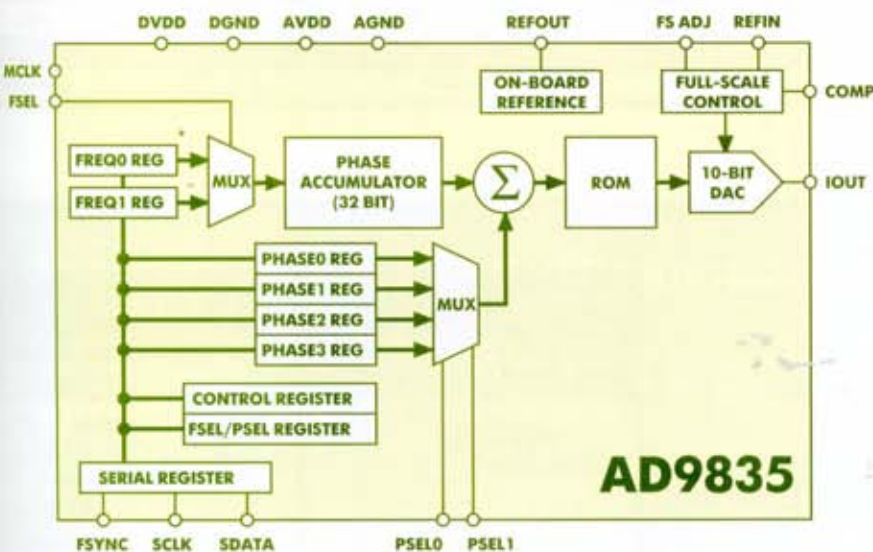 DVDD DGND AVDD AGND REFOUT FS ADJ REFIN
MCLK
FSEL
ON-BOARD
REFERENCE
FULL-SCALE
CONTROL
COMP
FREQ0 REG
FREQ1 REG
MUX
PHASE
ACCUMULATOR
(32 BIT)
Σ
ROM
10-BIT
DAC
IOUT
PHASE0 REG
PHASE1 REG
PHASE2 REG
PHASE3 REG
MUX
CONTROL REGISTER
FSEL/PSEL REGISTER
SERIAL REGISTER
AD9835
FSYNC SCLK SDATA PSEL0 PSEL1